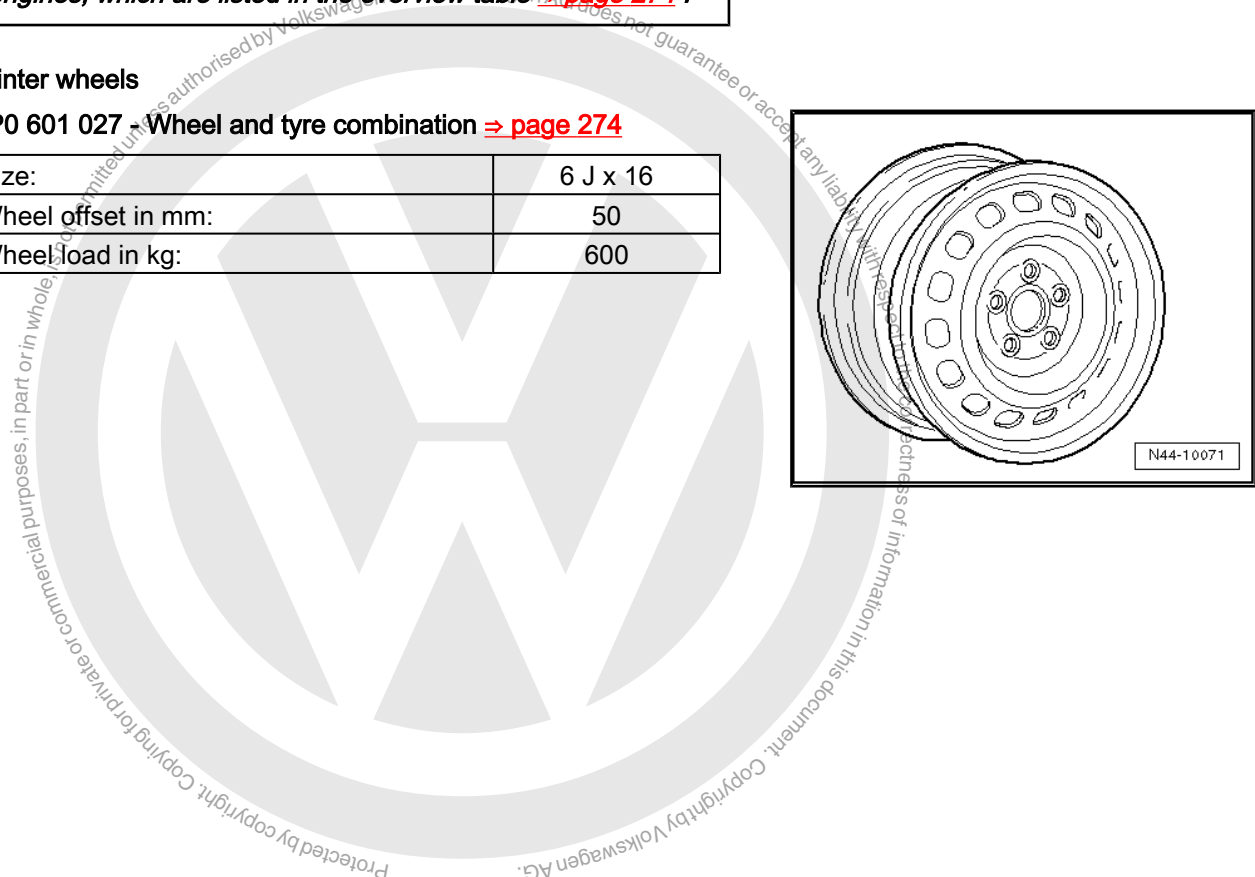 engines, which are listed in the overview table ⇒ page 274 .
inter wheels
P0 601 027 - Wheel and tyre combination ⇒ page 274
ize: 6 J x 16
Wheel offset in mm: 50
Wheel load in kg: 600
N44-10071
Protected by copyright. Copying for private or commercial purposes, in part or in whole, is not permitted unless authorised by Volkswagen does not guarantee or accept any liability with respect to the correctness of information in this document. Copyright by Volkswagen AG.